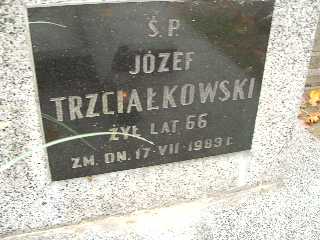 Ś.P.
JÓZEF
TRZCIAŁKOWSKI
ŻYŁ LAT 66
ZM. DN. 17·VII·1983 r.